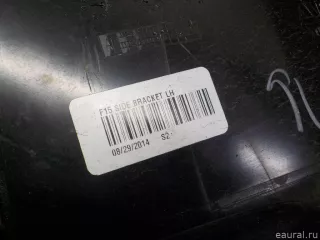 F15 SIDE BRACKET LH
08/29/2014 S2
eaural.ru